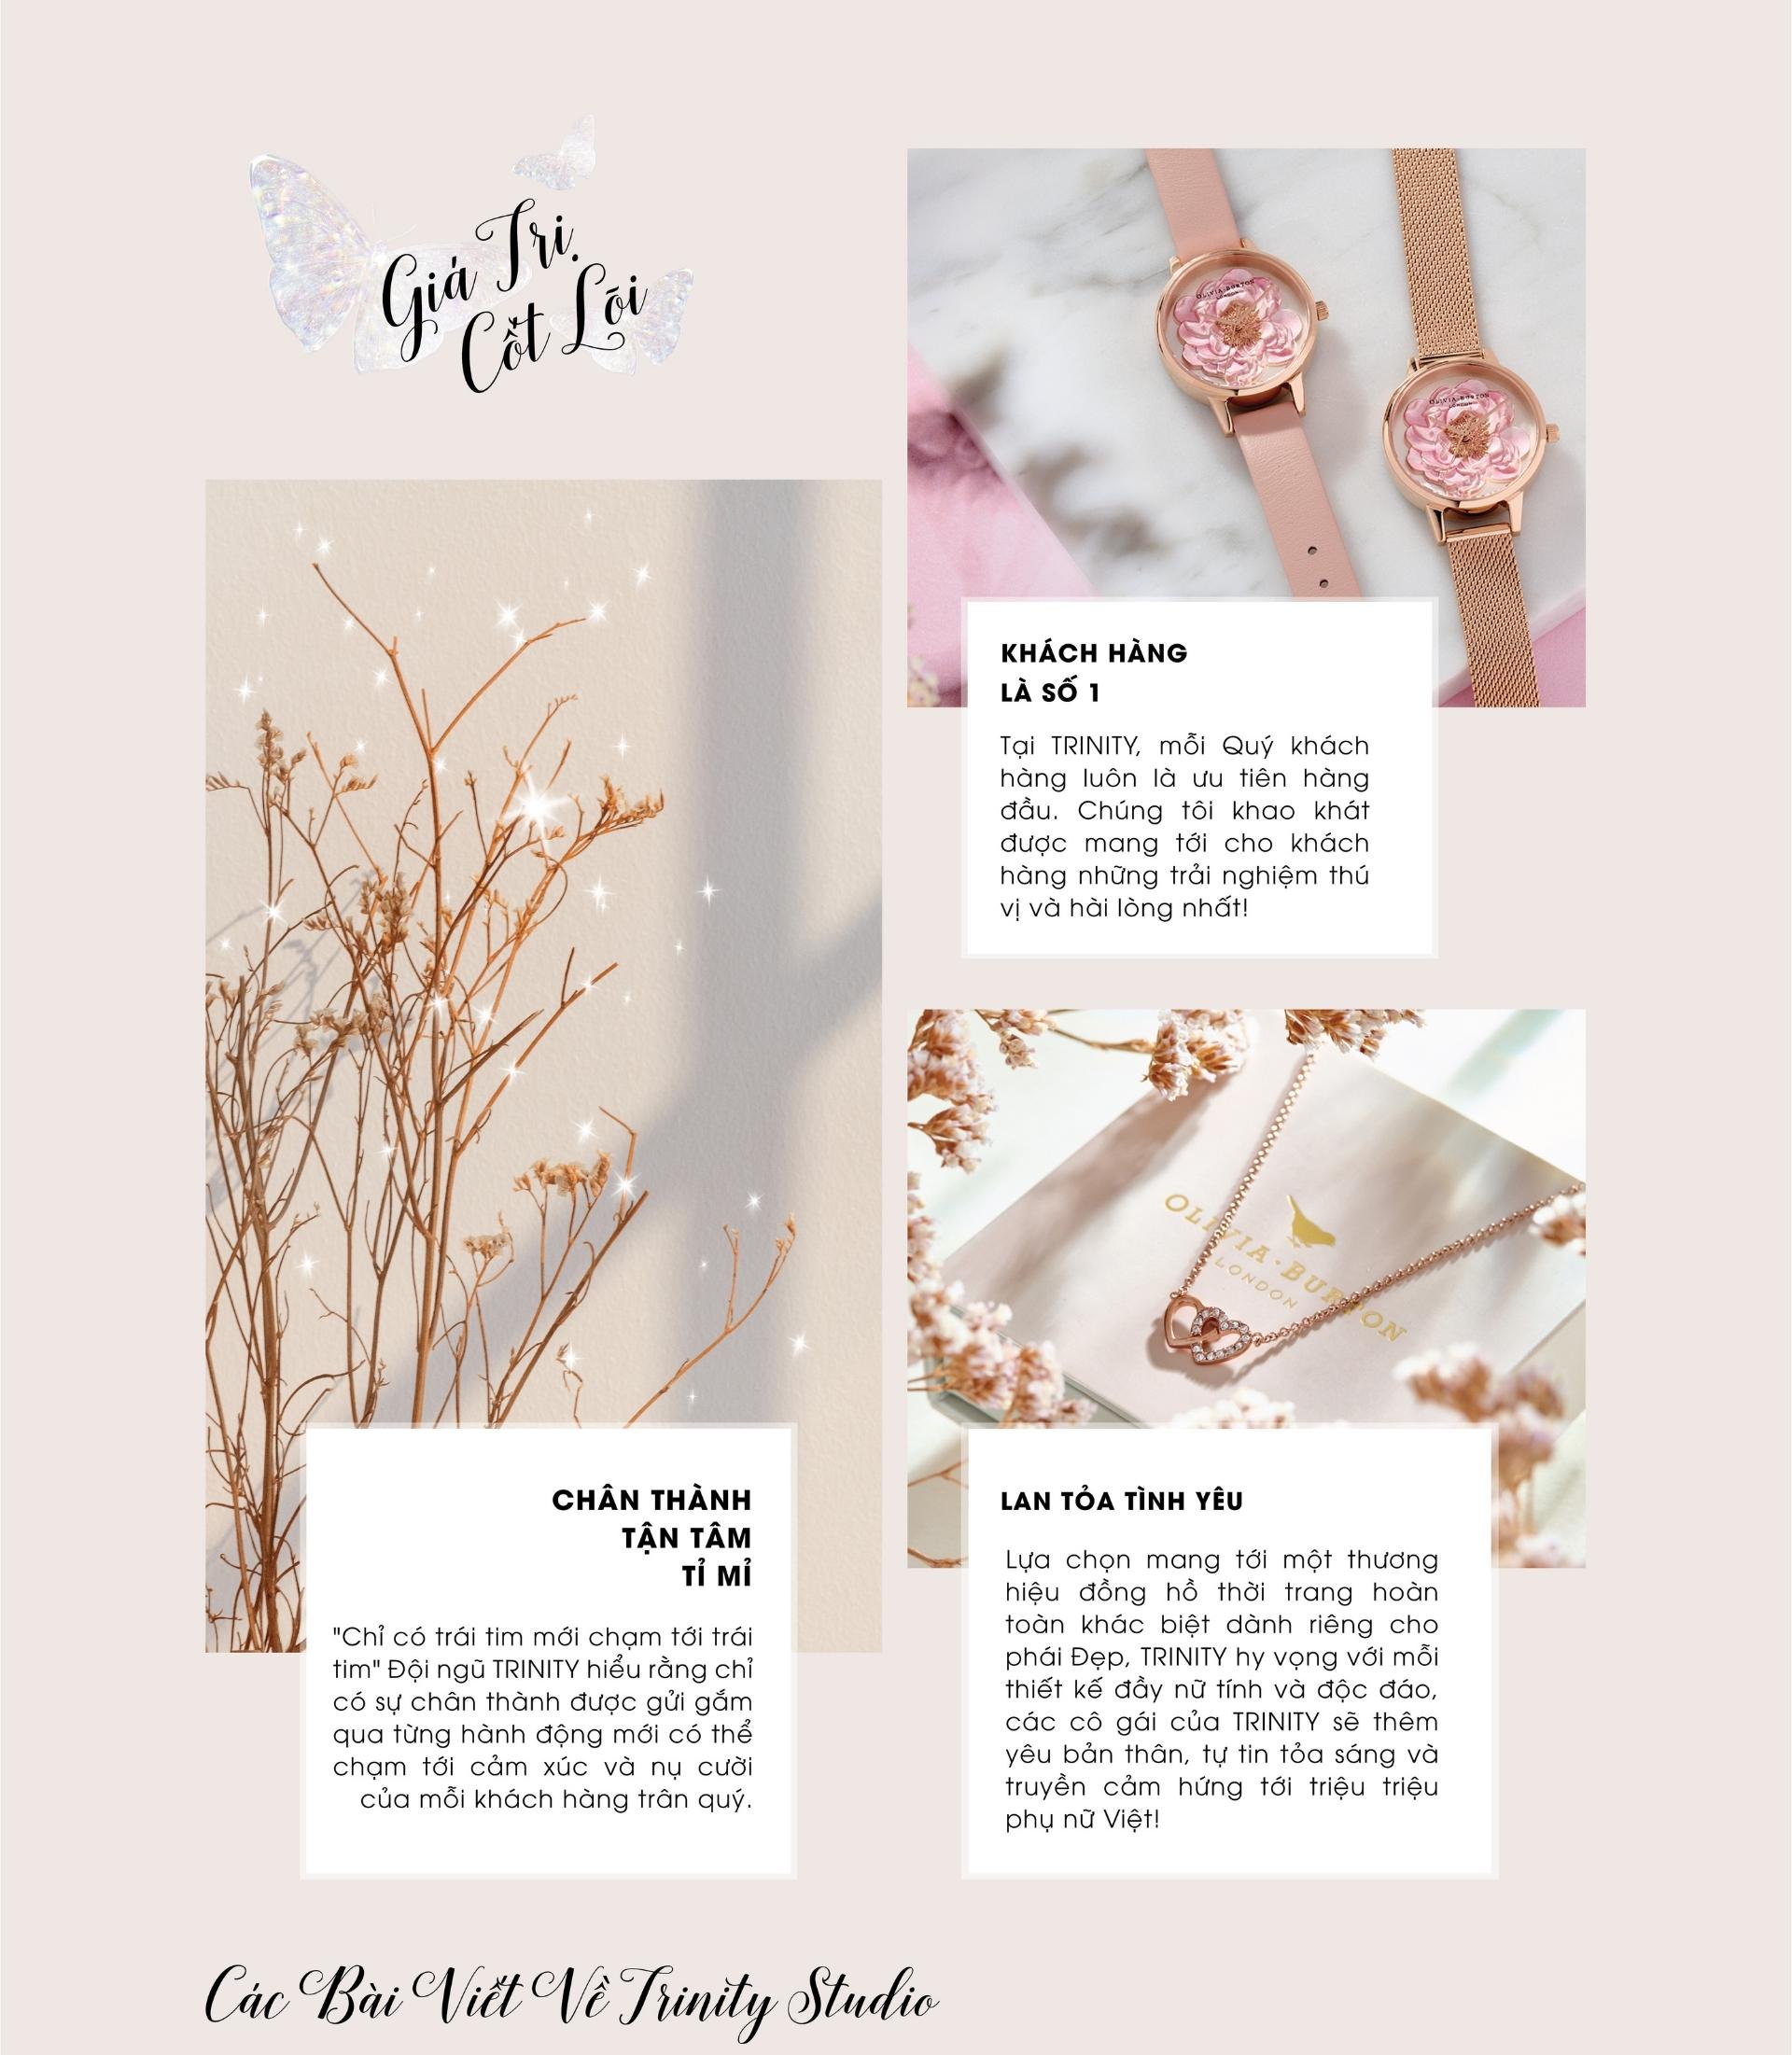 Giá Trị
Cốt Lõi
OLIVIA·BURTON
LONDON
OLIVIA·BURTON
LONDON
KHÁCH HÀNG
LÀ SỐ 1
Tại TRINITY, mỗi Quý khách
hàng luôn là ưu tiên hàng
đầu. Chúng tôi khao khát
được mang tới cho khách
hàng những trải nghiệm thú
vị và hài lòng nhất!
OLIVIA·BURTON
LONDON
CHÂN THÀNH
TẬN TÂM
TỈ MỈ
"Chỉ có trái tim mới chạm tới trái
tim" Đội ngũ TRINITY hiểu rằng chỉ
có sự chân thành được gửi gắm
qua từng hành động mới có thể
chạm tới cảm xúc và nụ cười
của mỗi khách hàng trân quý.
LAN TỎA TÌNH YÊU
Lựa chọn mang tới một thương
hiệu đồng hồ thời trang hoàn
toàn khác biệt dành riêng cho
phái Đẹp, TRINITY hy vọng với mỗi
thiết kế đầy nữ tính và độc đáo,
các cô gái của TRINITY sẽ thêm
yêu bản thân, tự tin tỏa sáng và
truyền cảm hứng tới triệu triệu
phụ nữ Việt!
Các Bài Viết Về Trinity Studio